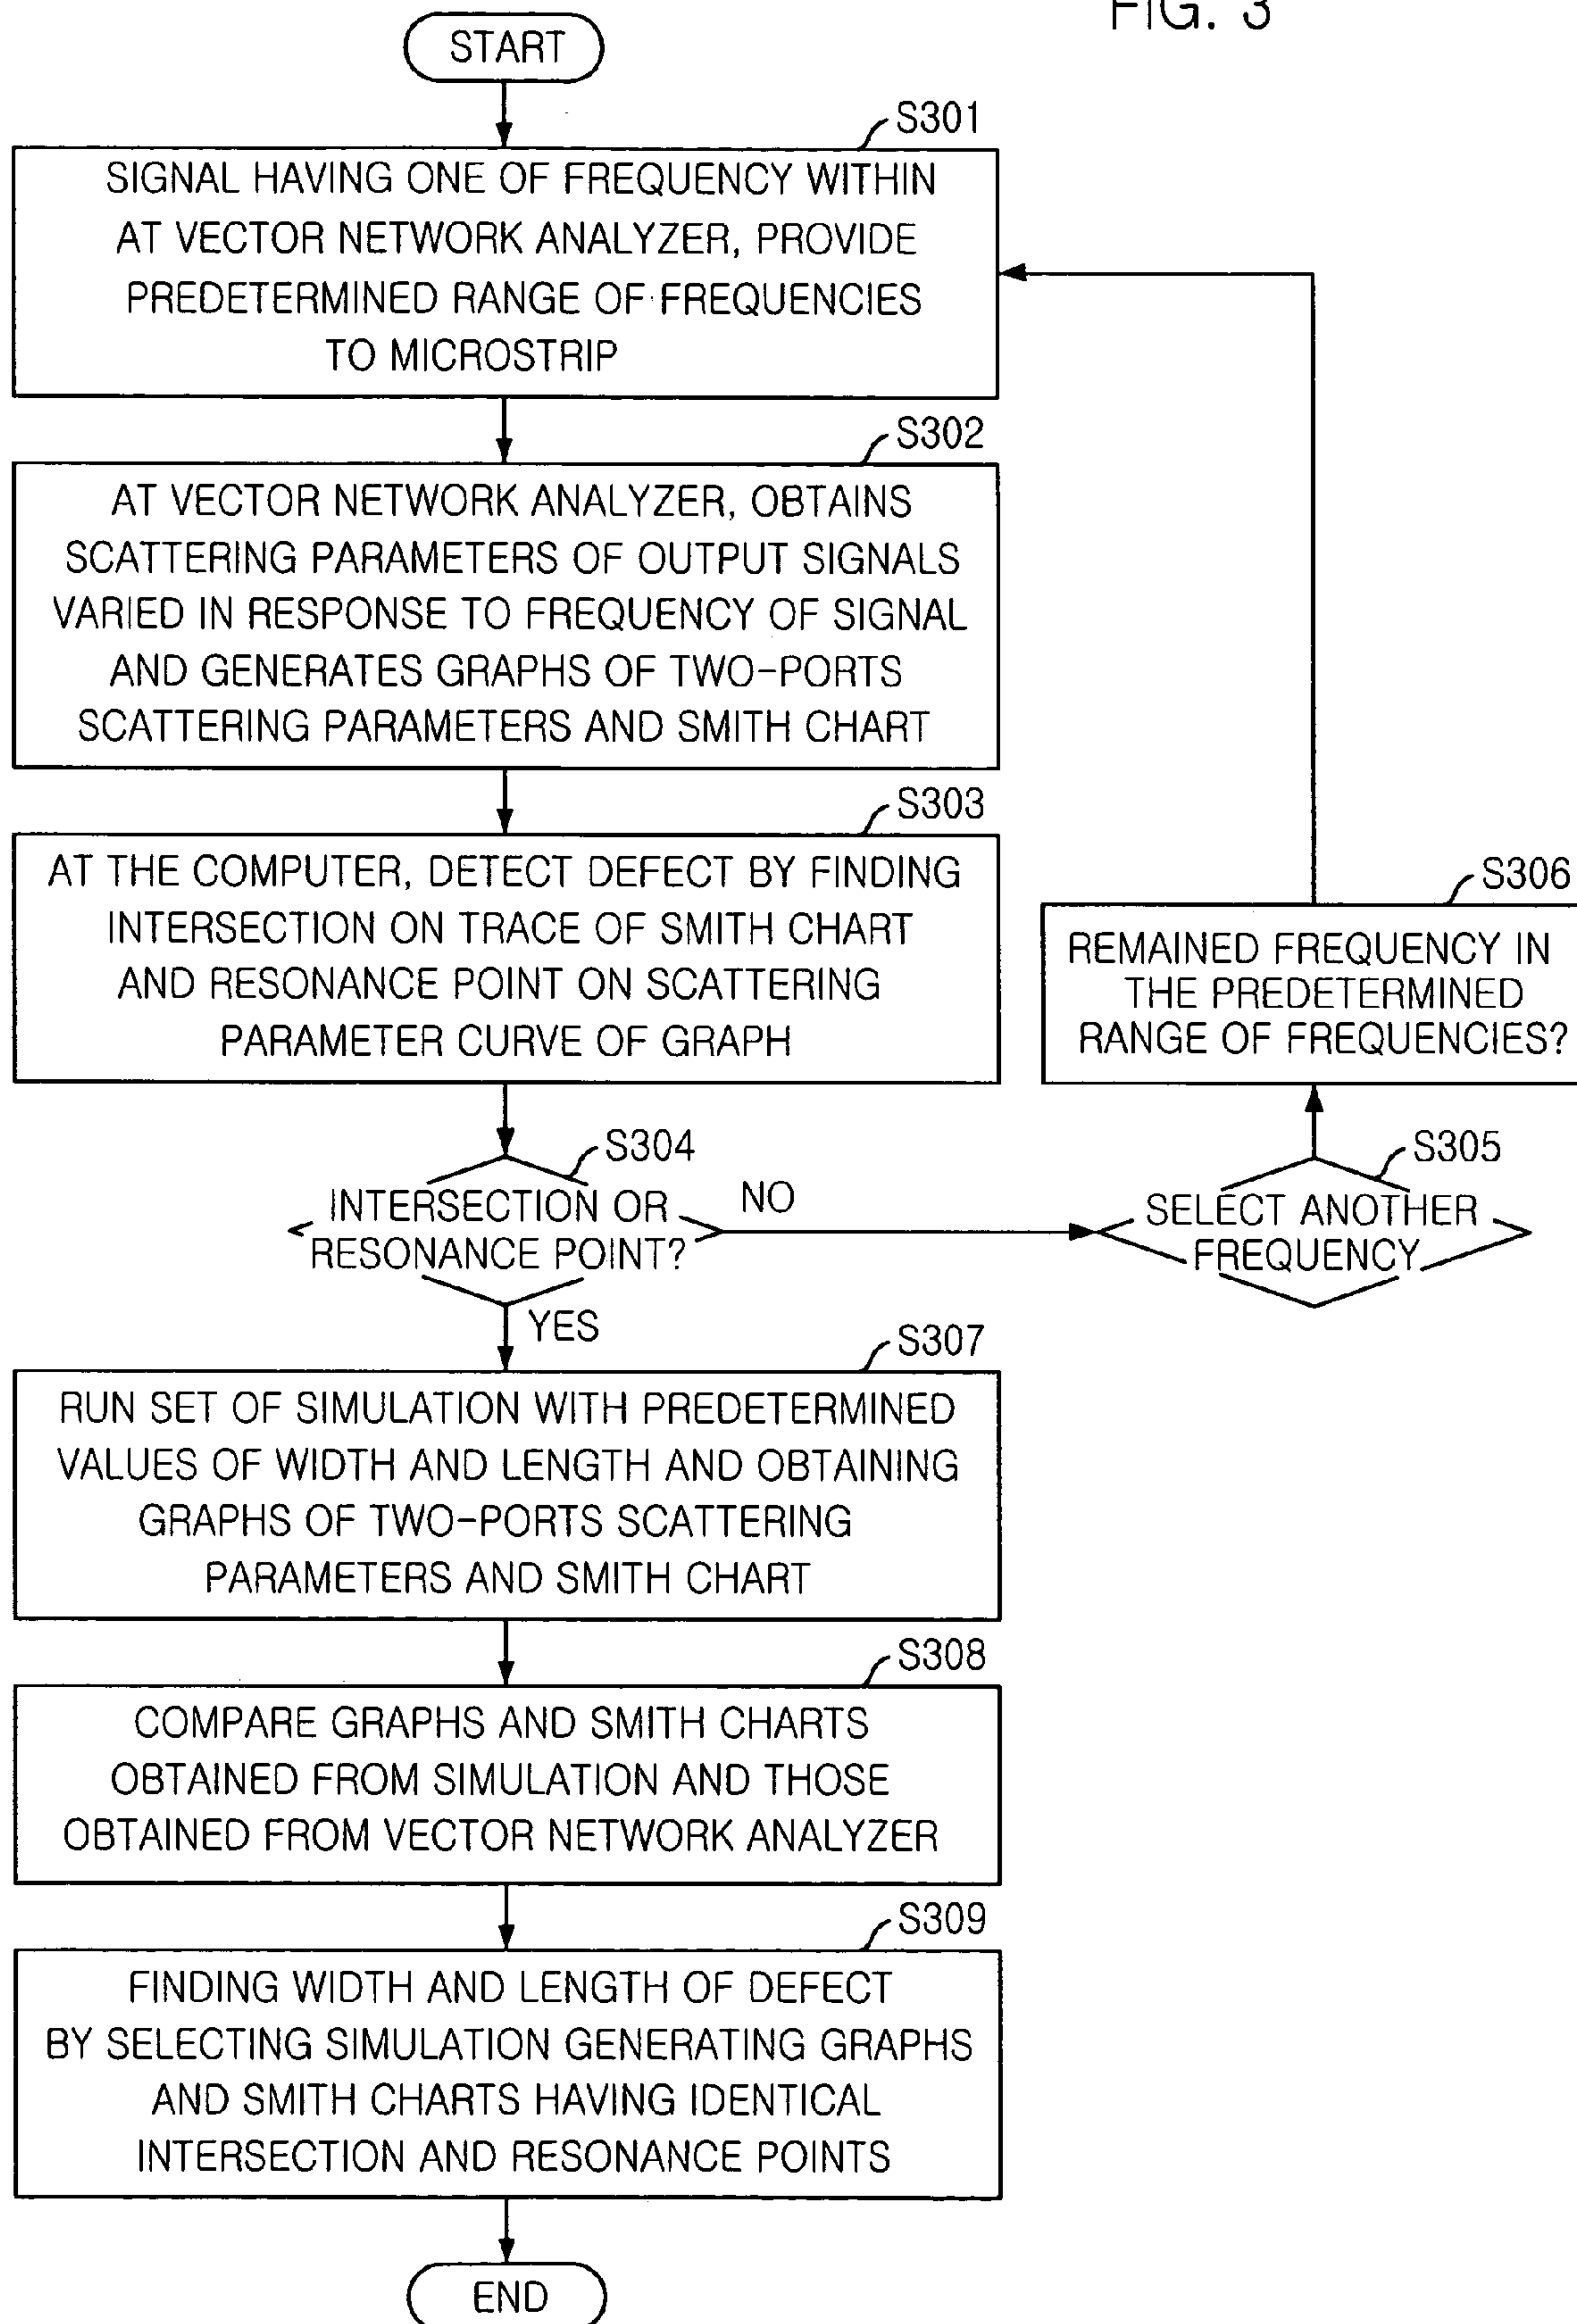 FIG. 3
START
S301
SIGNAL HAVING ONE OF FREQUENCY WITHIN
AT VECTOR NETWORK ANALYZER, PROVIDE
PREDETERMINED RANGE OF FREQUENCIES
TO MICROSTRIP
S302
AT VECTOR NETWORK ANALYZER, OBTAINS
SCATTERING PARAMETERS OF OUTPUT SIGNALS
VARIED IN RESPONSE TO FREQUENCY OF SIGNAL
AND GENERATES GRAPHS OF TWO-PORTS
SCATTERING PARAMETERS AND SMITH CHART
S303
AT THE COMPUTER, DETECT DEFECT BY FINDING
INTERSECTION ON TRACE OF SMITH CHART
AND RESONANCE POINT ON SCATTERING
PARAMETER CURVE OF GRAPH
S306
REMAINED FREQUENCY IN
THE PREDETERMINED
RANGE OF FREQUENCIES?
S304
INTERSECTION OR
RESONANCE POINT?
NO
S305
SELECT ANOTHER
FREQUENCY
YES
S307
RUN SET OF SIMULATION WITH PREDETERMINED
VALUES OF WIDTH AND LENGTH AND OBTAINING
GRAPHS OF TWO-PORTS SCATTERING
PARAMETERS AND SMITH CHART
S308
COMPARE GRAPHS AND SMITH CHARTS
OBTAINED FROM SIMULATION AND THOSE
OBTAINED FROM VECTOR NETWORK ANALYZER
S309
FINDING WIDTH AND LENGTH OF DEFECT
BY SELECTING SIMULATION GENERATING GRAPHS
AND SMITH CHARTS HAVING IDENTICAL
INTERSECTION AND RESONANCE POINTS
END